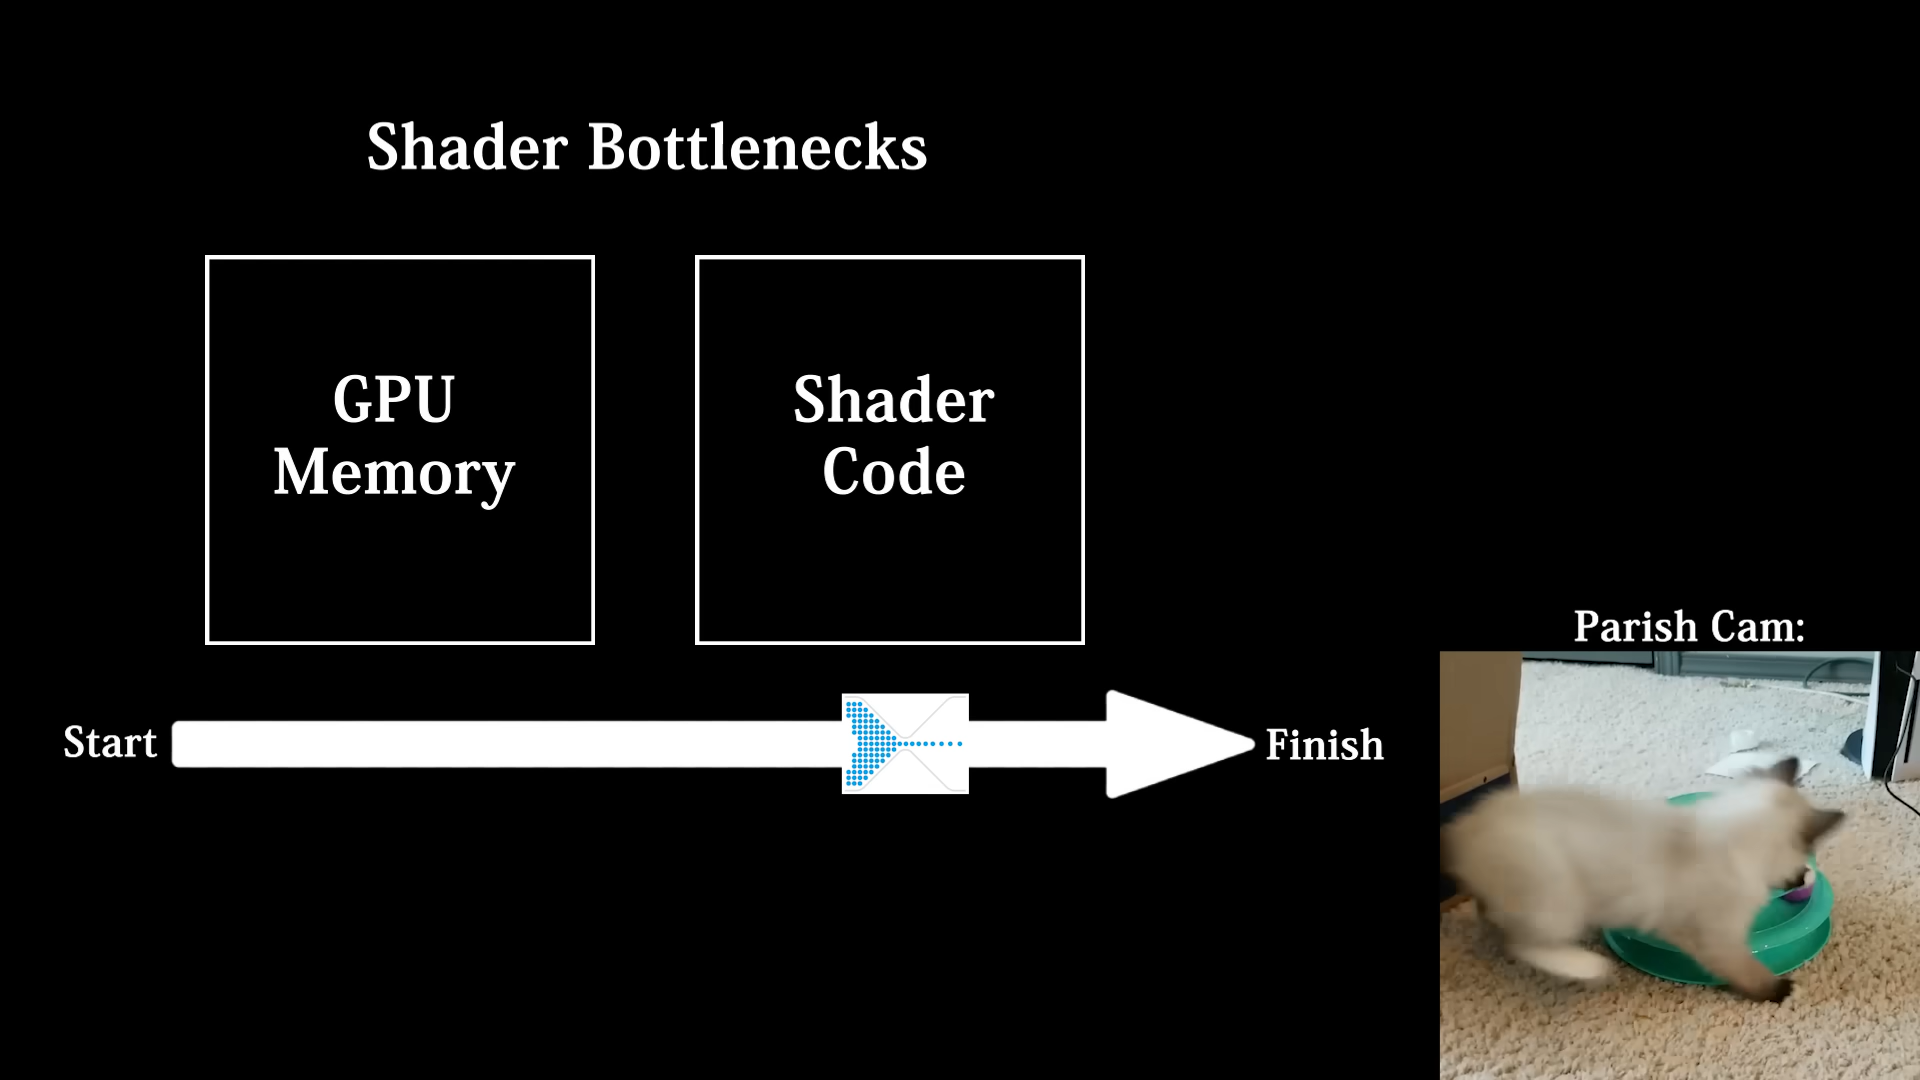 Shader Bottlenecks
GPU
Memory
Shader
Code
Start
Finish
Parish Cam: